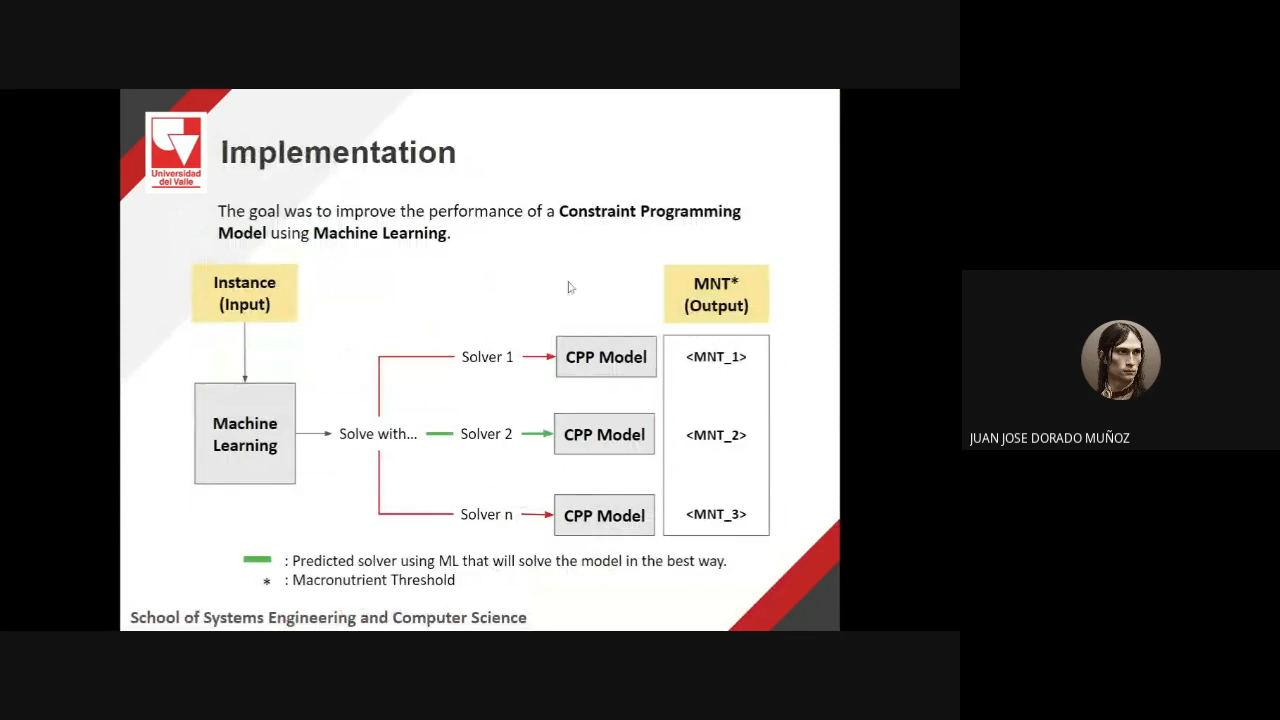 Universidad
del Valle
Implementation
The goal was to improve the performance of a Constraint Programming
Model using Machine Learning.
Instance
(Input)
MNT*
(Output)
Solver 1
CPP Model
<MNT_1>
Machine
Learning
Solve with...
Solver 2
CPP Model
<MNT_2>
Solver n
CPP Model
<MNT_3>
: Predicted solver using ML that will solve the model in the best way.
* : Macronutrient Threshold
School of Systems Engineering and Computer Science
JUAN JOSE DORADO MUÑOZ